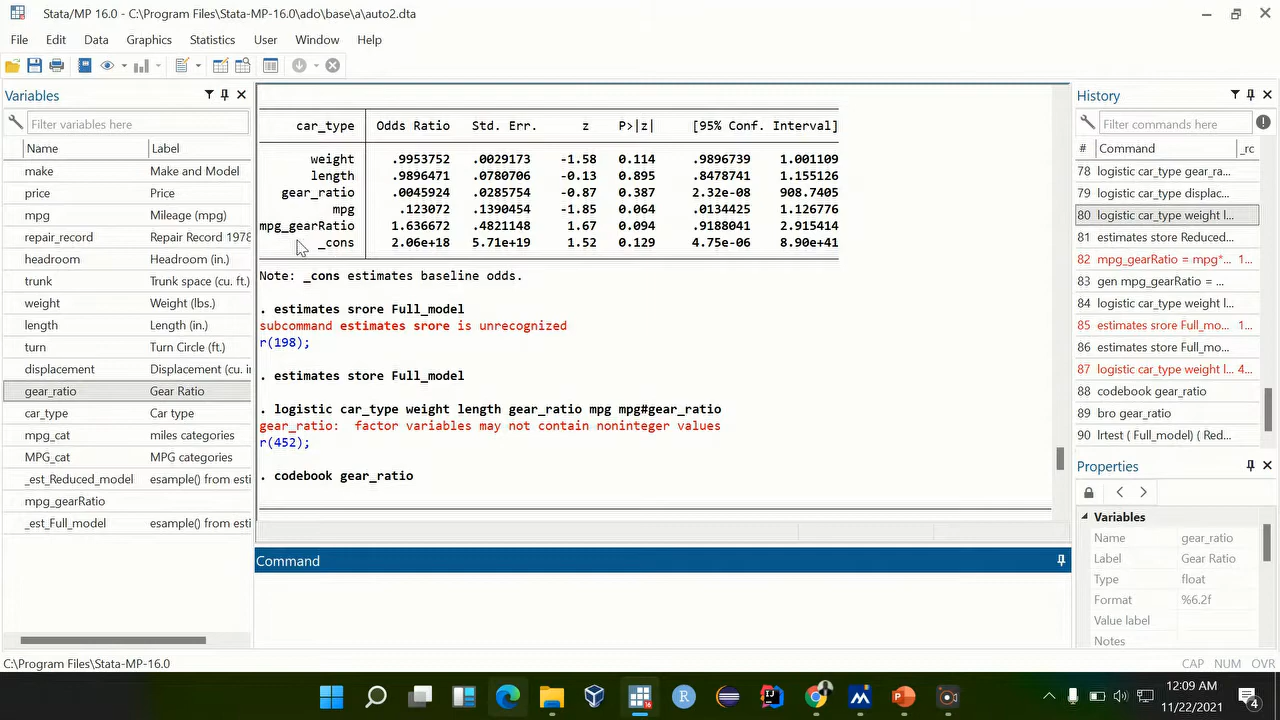 Stata/MP 16.0 - C:\Program Files\Stata-MP-16.0\ado\base\a\auto2.dta
File Edit Data Graphics Statistics User Window Help
Variables
Filter variables here
Name Label
make Make and Model
price Price
mpg Mileage (mpg)
repair_record Repair Record 1978
headroom Headroom (in.)
trunk Trunk space (cu. ft.)
weight Weight (lbs.)
length Length (in.)
turn Turn Circle (ft.)
displacement Displacement (cu. in
gear_ratio Gear Ratio
car_type Car type
mpg_cat miles categories
MPG_cat MPG categories
_est_Reduced_model esample() from esti
mpg_gearRatio
_est_Full_model esample() from esti
car_type Odds Ratio Std. Err. z P>|z| [95% Conf. Interval]
weight .9953752 .0029173 -1.58 0.114 .9896739 1.001109
length .9896471 .0780706 -0.13 0.895 .8478741 1.155126
gear_ratio .0045924 .0285754 -0.87 0.387 2.32e-08 908.7405
mpg .123072 .1390454 -1.85 0.064 .0134425 1.126776
mpg_gearRatio 1.636672 .4821148 1.67 0.094 .9188041 2.915414
_cons 2.06e+18 5.71e+19 1.52 0.129 4.75e-06 8.90e+41
Note: _cons estimates baseline odds.
. estimates srore Full_model
subcommand estimates srore is unrecognized
r(198);
. estimates store Full_model
. logistic car_type weight length gear_ratio mpg mpg#gear_ratio
gear_ratio:  factor variables may not contain noninteger values
r(452);
. codebook gear_ratio
Command
History
Filter commands here
# Command _rc
78 logistic car_type gear_ra...
79 logistic car_type displac...
80 logistic car_type weight l...
81 estimates store Reduced...
82 mpg_gearRatio = mpg*... 1...
83 gen mpg_gearRatio = ...
84 logistic car_type weight l...
85 estimates srore Full_mo... 1...
86 estimates store Full_mo...
87 logistic car_type weight l... 4...
88 codebook gear_ratio
89 bro gear_ratio
90 lrtest ( Full_model) ( Red...
Properties
Variables
Name gear_ratio
Label Gear Ratio
Type float
Format %6.2f
Value label
Notes
C:\Program Files\Stata-MP-16.0
CAP NUM OVR
12:09 AM
11/22/2021